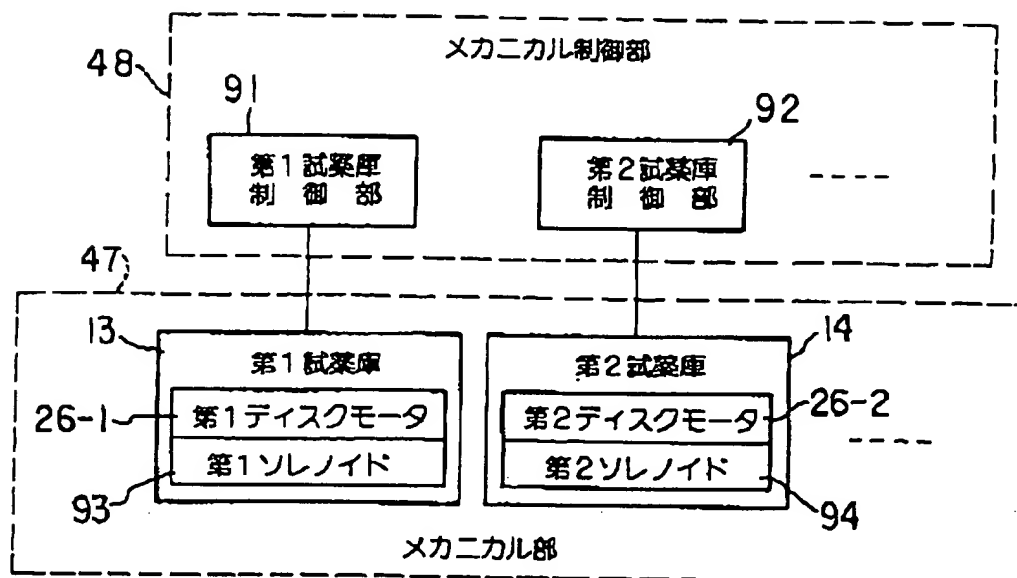 メカニカル制御部
48
91
92
第1試薬庫
制御部
第2試薬庫
制御部
47
13
14
第1試薬庫
第2試薬庫
26-1
第1ディスクモータ
第2ディスクモータ
26-2
第1ソレノイド
第2ソレノイド
93
94
メカニカル部